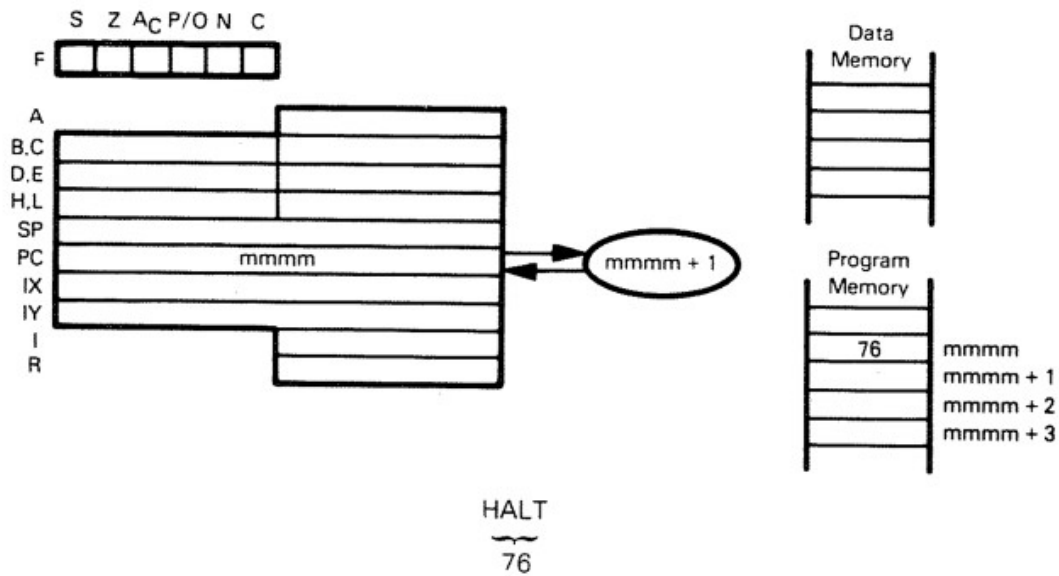 S Z AC P/O N C
F
A
B,C
D,E
H,L
SP
PC mmmm mmmm + 1
IX
IY
I
R
Data
Memory
Program
Memory
76 mmmm
mmmm + 1
mmmm + 2
mmmm + 3
HALT
76